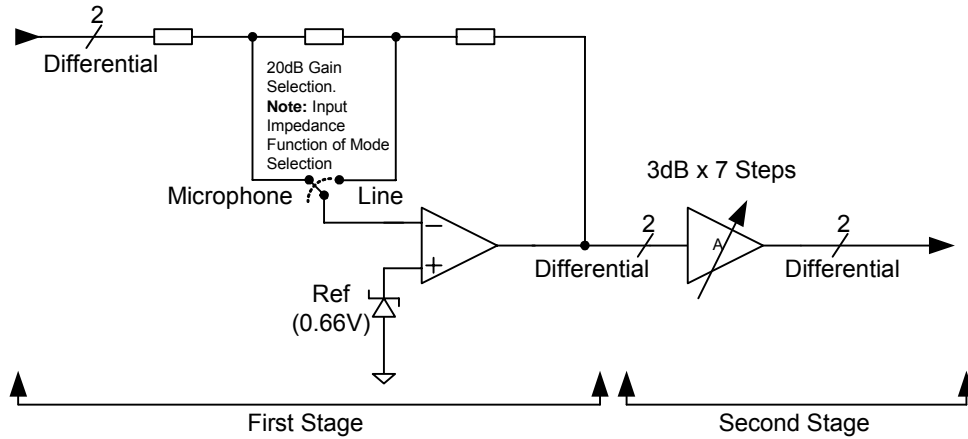 2
Differential
20dB Gain
Selection.
Note: Input
Impedance
Function of Mode
Selection
Microphone
Line
3dB x 7 Steps
−
+
Ref
(0.66V)
2
Differential
A
2
Differential
First Stage
Second Stage